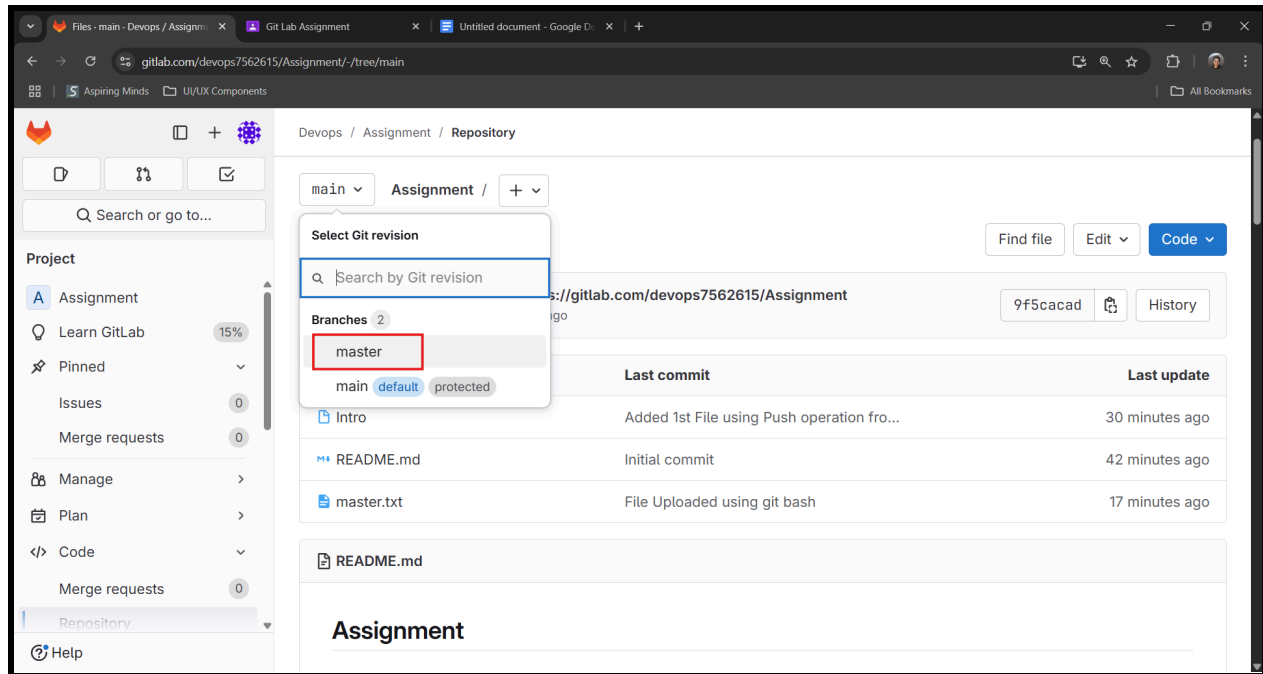 Files · main · Devops / Assignm
Git Lab Assignment
Untitled document - Google Do
gitlab.com/devops7562615/Assignment/-/tree/main
Aspiring Minds
UI/UX Components
All Bookmarks
Devops / Assignment / Repository
main
Assignment /
Search or go to...
Select Git revision
Find file
Edit
Code
Project
Search by Git revision
A Assignment
s://gitlab.com/devops7562615/Assignment
ago
9f5cacad
History
Branches 2
Learn GitLab
15%
master
Pinned
Last commit
Last update
main default protected
Issues
0
Intro
Added 1st File using Push operation fro...
30 minutes ago
Merge requests
0
README.md
Initial commit
42 minutes ago
Manage
master.txt
File Uploaded using git bash
17 minutes ago
Plan
Code
README.md
Merge requests
0
Repository
Assignment
Help